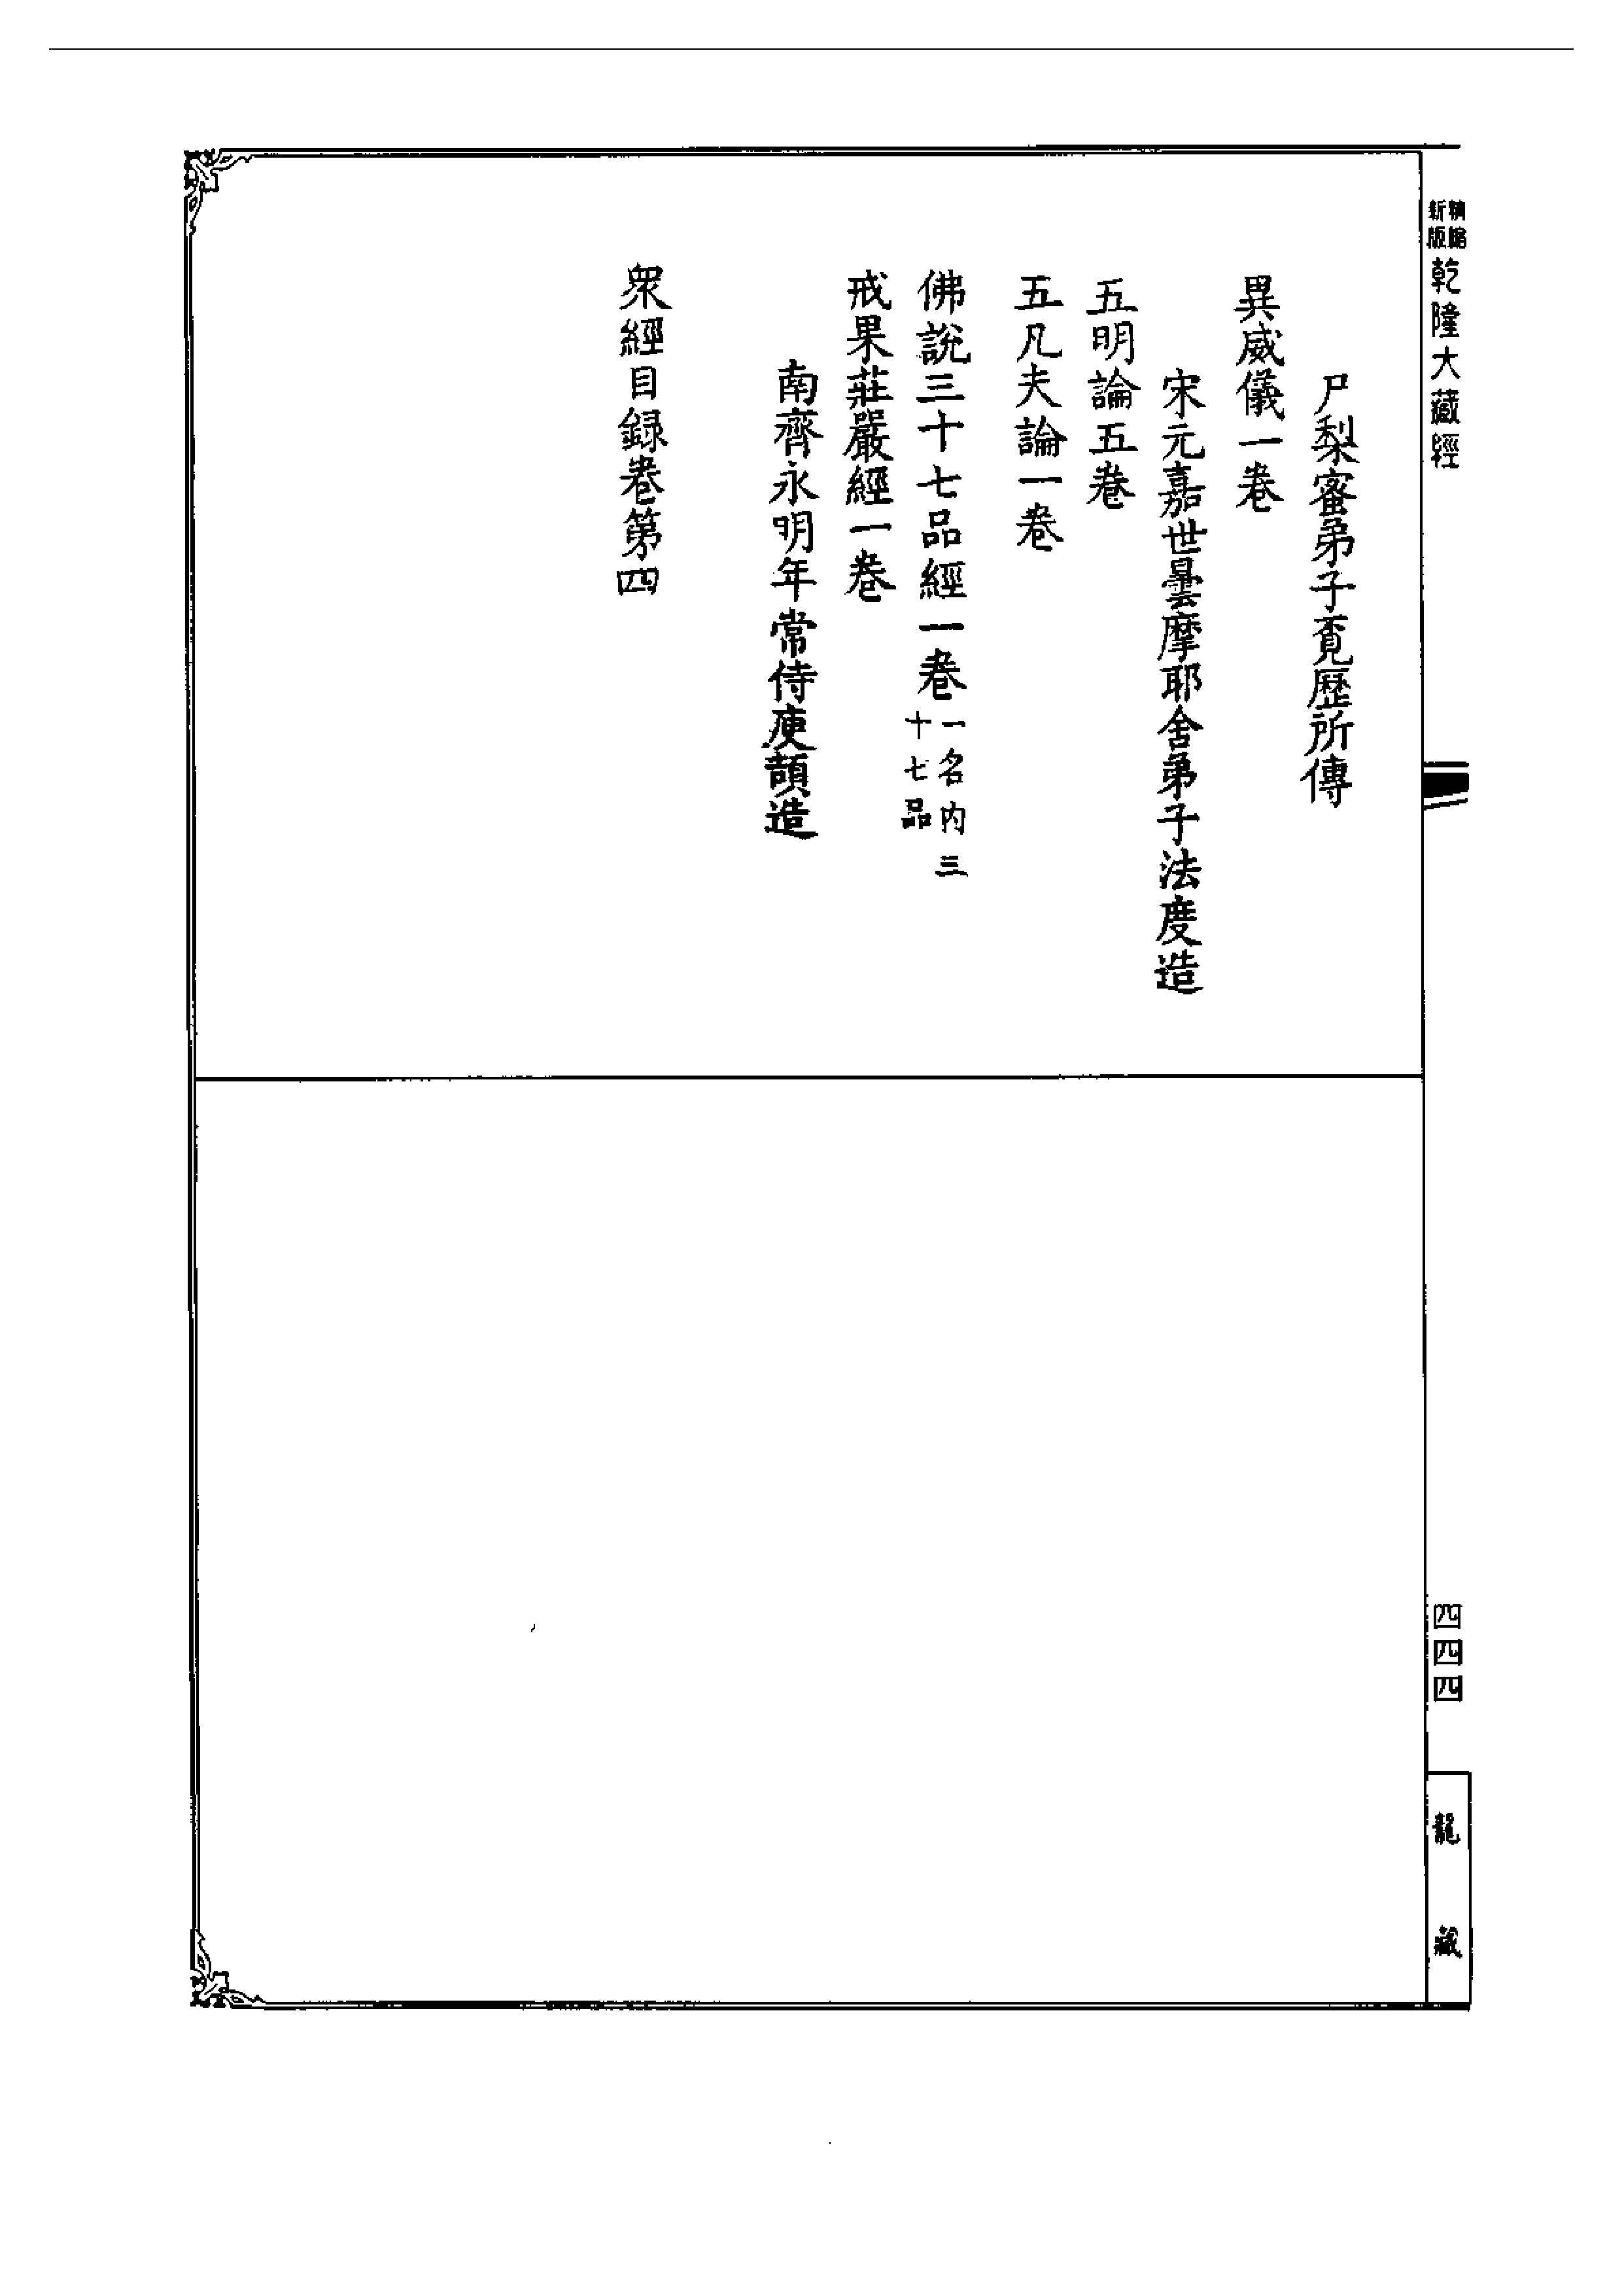 精縮
新版
乾隆大藏經
尸梨蜜弟子覓歷所傳
異威儀一卷
宋元嘉世曇摩耶舍弟子法度造
五明論五卷
五凡夫論一卷
佛說三十七品經一卷一名內三
十七品
戒果莊嚴經一卷
南齊永明年常侍庾頡造
衆經目録卷第四
四四四
龍藏